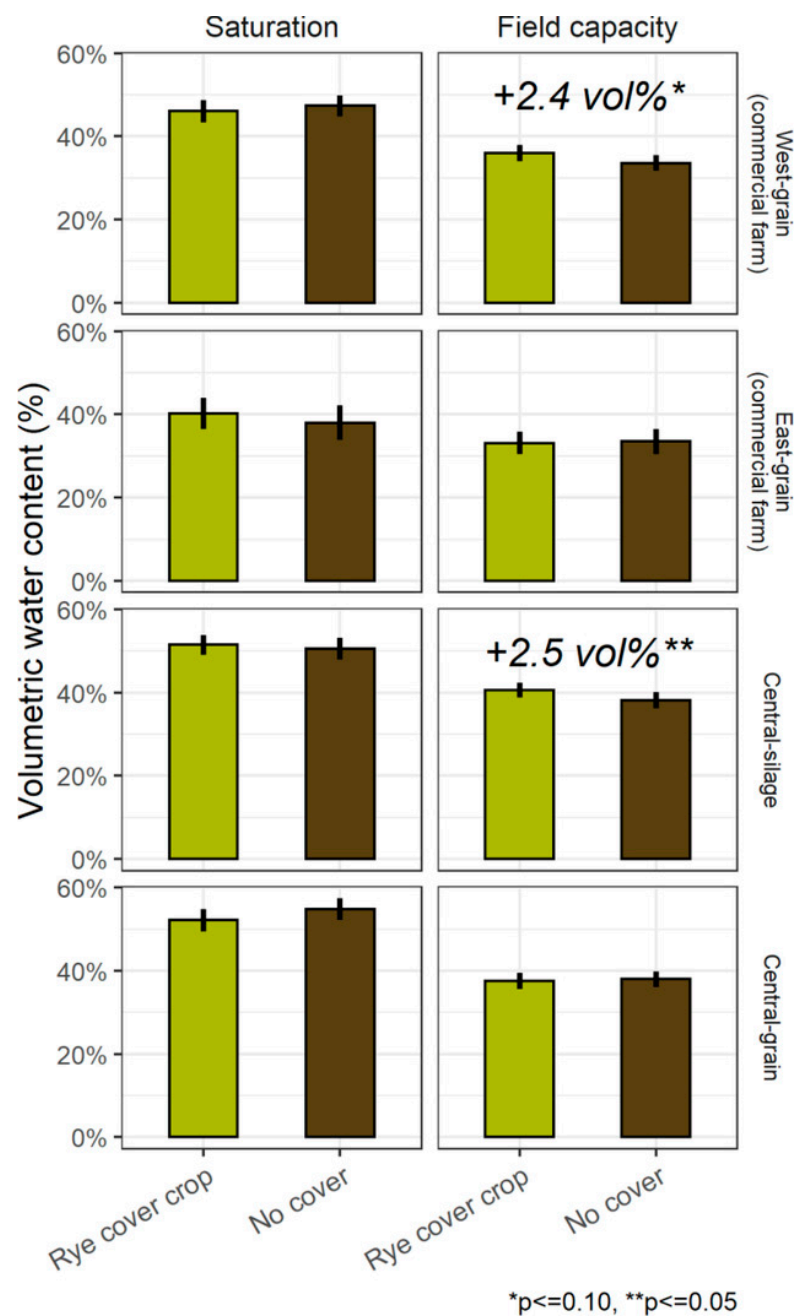 Saturation
Field capacity
Volumetric water content (%)
60%
40%
20%
0%
+2.4 vol%*
West-grain
(commercial farm)
60%
40%
20%
0%
East-grain
(commercial farm)
60%
40%
20%
0%
+2.5 vol%**
Central-silage
60%
40%
20%
0%
Central-grain
Rye cover crop
No cover
Rye cover crop
No cover
*p<=0.10, **p<=0.05